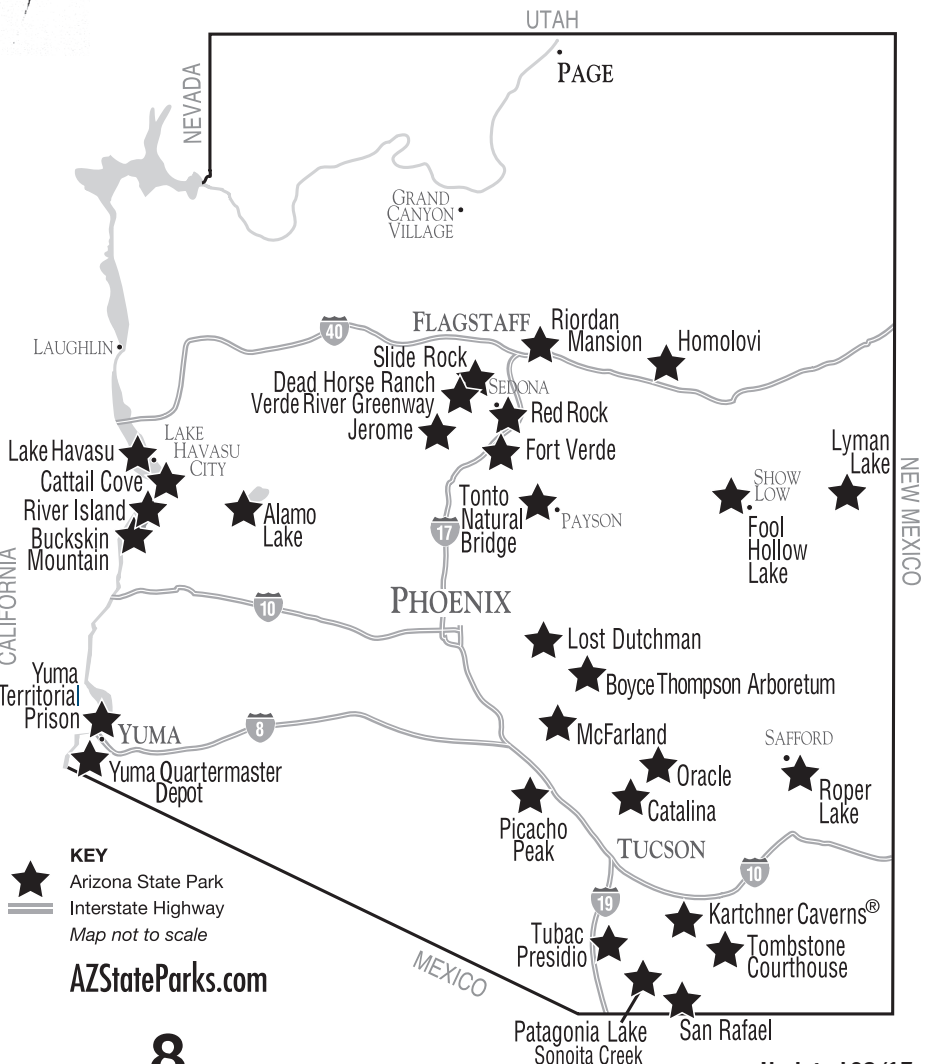 UTAH
NEVADA
PAGE
GRAND
CANYON
VILLAGE
LAUGHLIN
40
FLAGSTAFF
Riordan
Mansion
Homolovi
Slide Rock
Dead Horse Ranch
Verde River Greenway
SEDONA
Jerome
Red Rock
Fort Verde
Lake Havasu
LAKE
HAVASU
CITY
Cattail Cove
River Island
Buckskin
Mountain
Alamo
Lake
Tonto
Natural
Bridge
PAYSON
17
SHOW
LOW
Fool
Hollow
Lake
Lyman
Lake
NEW MEXICO
CALIFORNIA
10
PHOENIX
Lost Dutchman
Boyce Thompson Arboretum
Yuma
Territorial
Prison
YUMA
8
Yuma Quartermaster
Depot
McFarland
SAFFORD
Oracle
Catalina
Roper
Lake
Picacho
Peak
TUCSON
10
19
KEY
Arizona State Park
Interstate Highway
Map not to scale
AZStateParks.com
Kartchner Caverns®
Tubac
Presidio
Tombstone
Courthouse
MEXICO
Patagonia Lake
Sonoita Creek
San Rafael
8